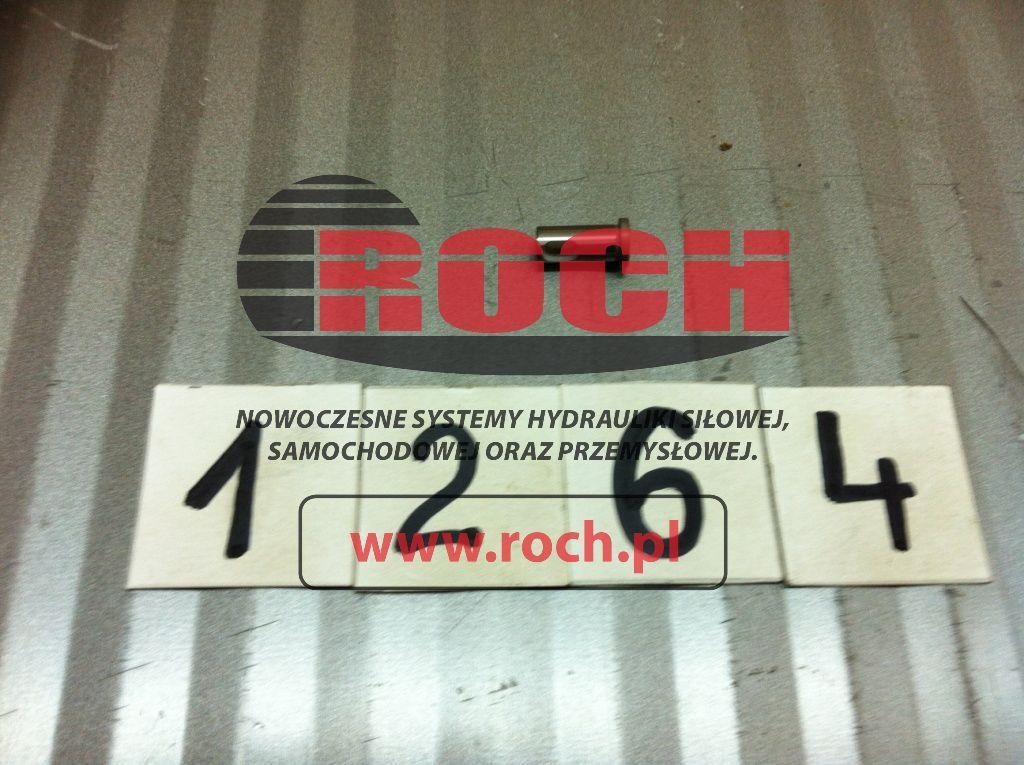 ROCH
NOWOCZESNE SYSTEMY HYDRAULIKI SIŁOWEJ,
SAMOCHODOWEJ ORAZ PRZEMYSŁOWEJ.
1 2 6 4
www.roch.pl